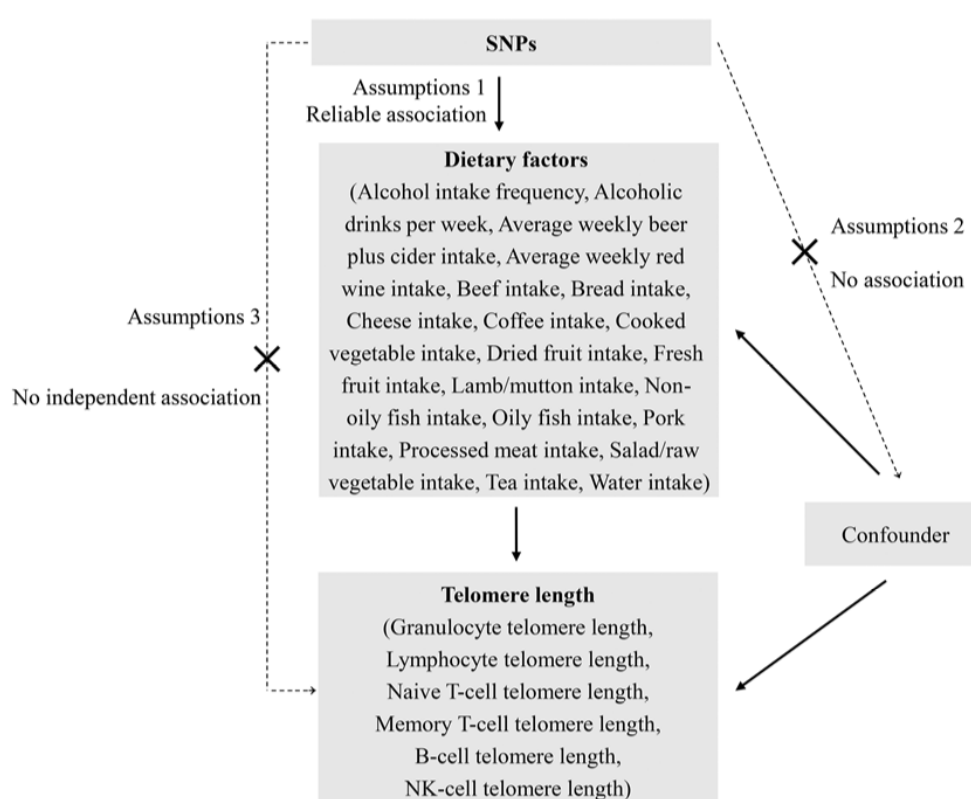 SNPs
Assumptions 1
Reliable association
Dietary factors
(Alcohol intake frequency, Alcoholic
drinks per week, Average weekly beer
plus cider intake, Average weekly red
wine intake, Beef intake, Bread intake,
Cheese intake, Coffee intake, Cooked
vegetable intake, Dried fruit intake, Fresh
fruit intake, Lamb/mutton intake, Non-
oily fish intake, Oily fish intake, Pork
intake, Processed meat intake, Salad/raw
vegetable intake, Tea intake, Water intake)
Assumptions 2
No association
Assumptions 3
No independent association
Confounder
Telomere length
(Granulocyte telomere length,
Lymphocyte telomere length,
Naive T-cell telomere length,
Memory T-cell telomere length,
B-cell telomere length,
NK-cell telomere length)